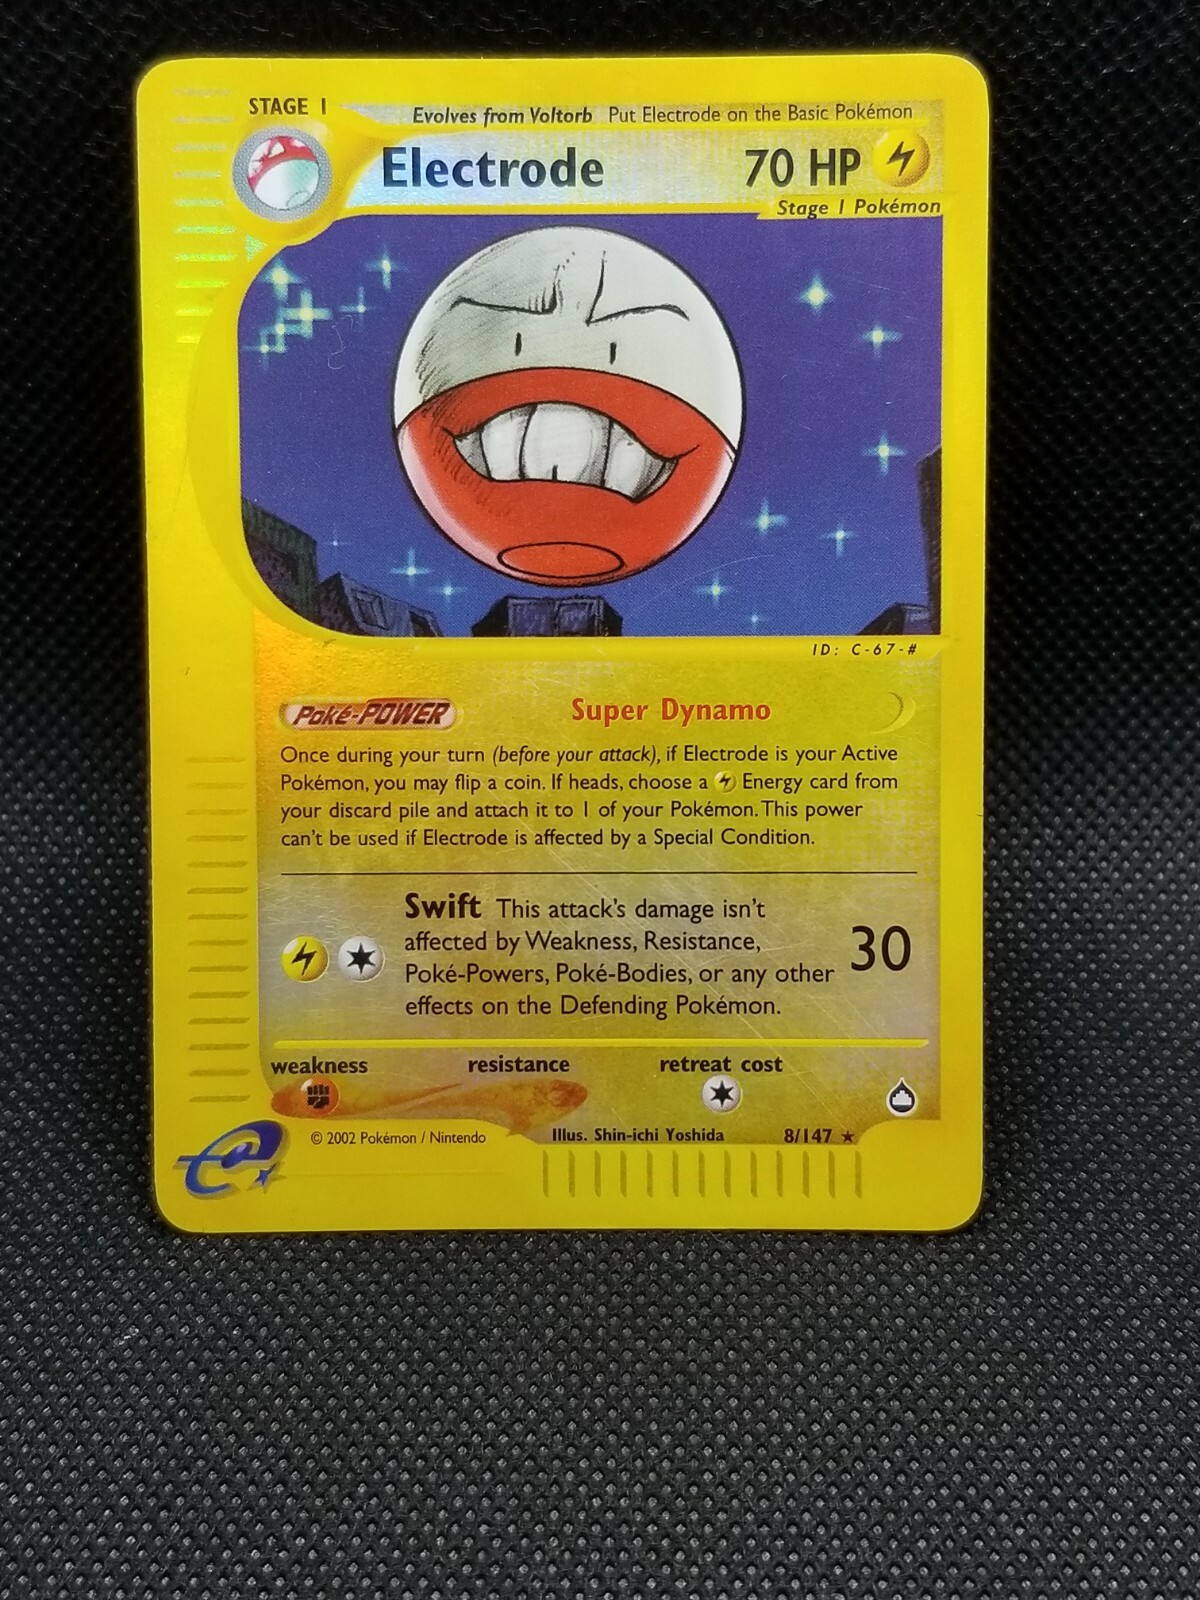 STAGE 1
Evolves from Voltorb Put Electrode on the Basic Pokémon
Electrode 70 HP
Stage 1 Pokémon
ID: C-67-#
Poké-POWER Super Dynamo
Once during your turn (before your attack), if Electrode is your Active
Pokémon, you may flip a coin. If heads, choose a Energy card from
your discard pile and attach it to 1 of your Pokémon. This power
can't be used if Electrode is affected by a Special Condition.
Swift This attack's damage isn't
affected by Weakness, Resistance,
Poké-Powers, Poké-Bodies, or any other
effects on the Defending Pokémon.
30
weakness resistance retreat cost
© 2002 Pokémon / Nintendo Illus. Shin-ichi Yoshida 8/147 ★
e